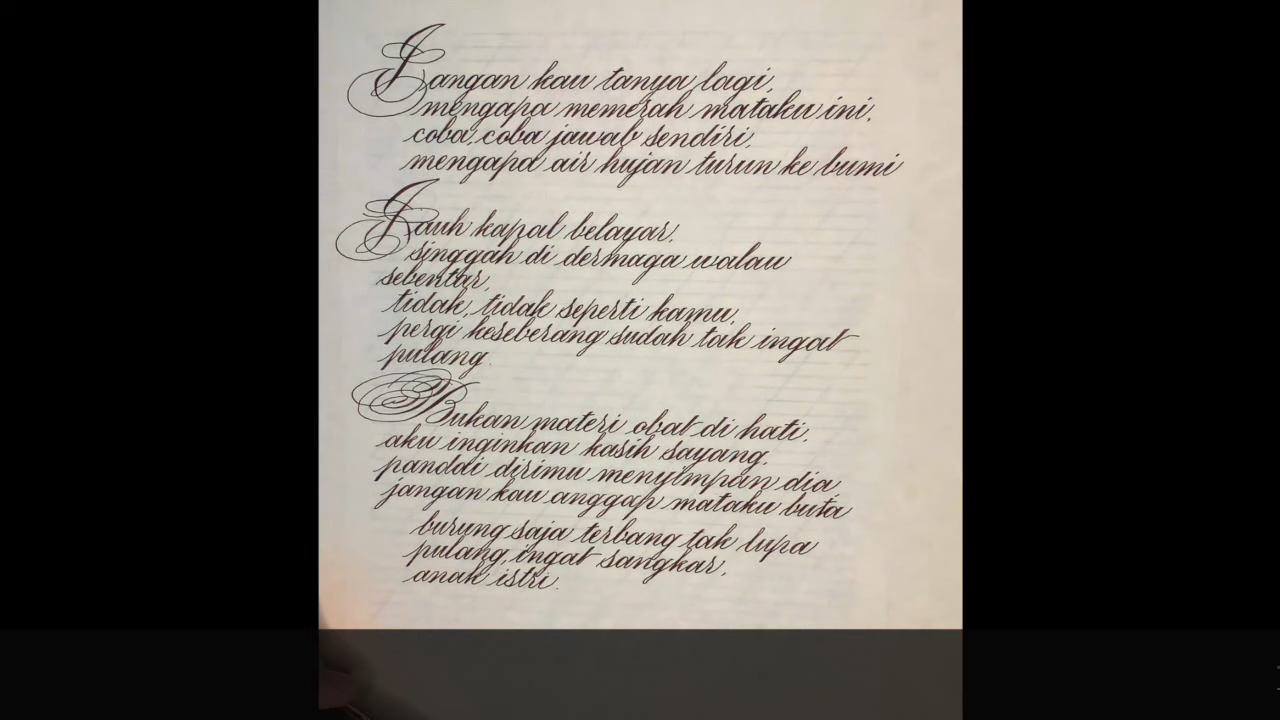 Jangan kau tanya lagi,
mengapa memerah mataku ini,
coba, coba jawab sendiri,
mengapa air hujan turun ke bumi
Jauh kapal belayar,
singgah di dermaga walau
sebentar,
tidak, tidak seperti kamu,
pergi keseberang sudah tak ingat
pulang.
Bukan materi obat di hati,
aku inginkan kasih sayang,
pandai dirimu menyimpan dia,
jangan kau anggap mataku buta
burung saja terbang tak lupa
pulang, ingat sangkar,
anak istri.